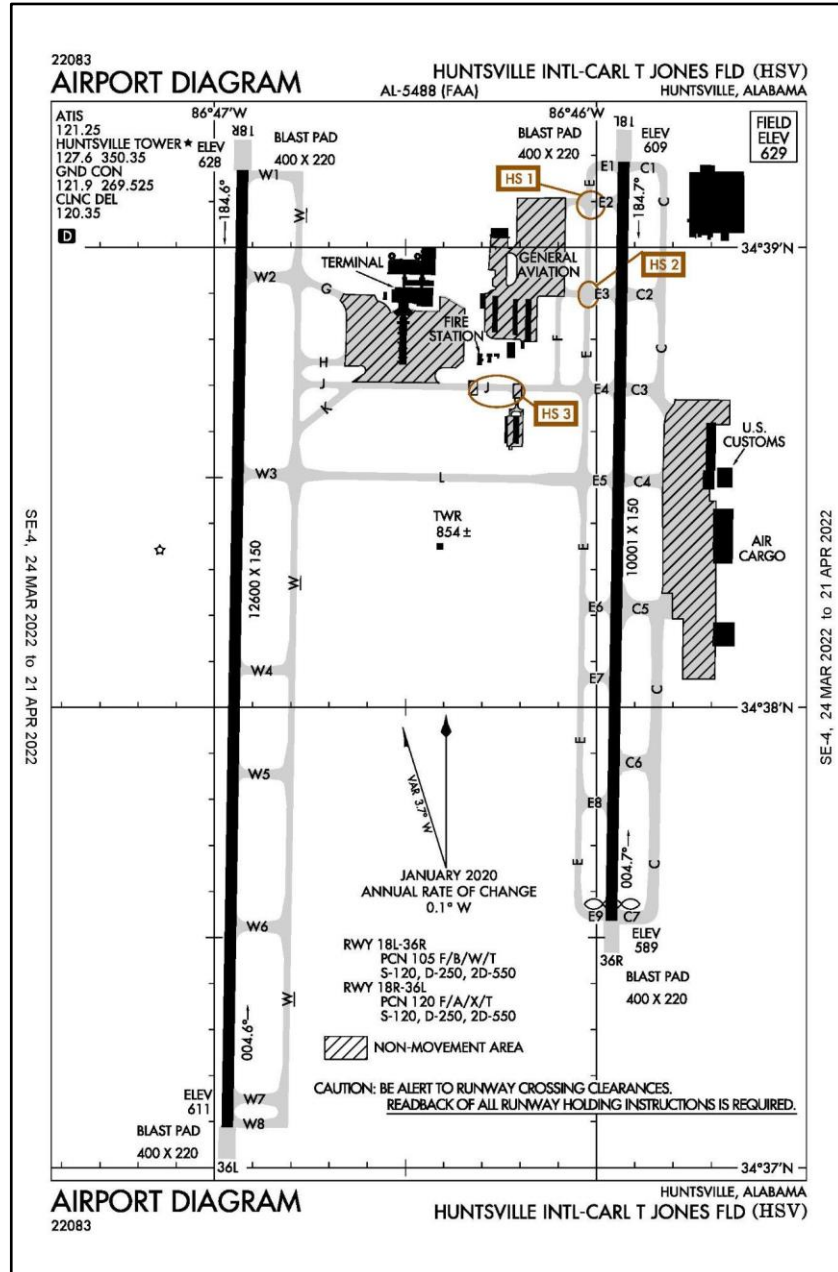 22083
AIRPORT DIAGRAM
AL-5488 (FAA)
HUNTSVILLE INTL-CARL T JONES FLD (HSV)
HUNTSVILLE, ALABAMA
ATIS
121.25
HUNTSVILLE TOWER★
127.6 350.35
GND CON
121.9 269.525
CLNC DEL
120.35
D
86°47'W
86°46'W
18R
ELEV
628
BLAST PAD
400 X 220
BLAST PAD
400 X 220
18L
ELEV
609
FIELD
ELEV
629
W1
184.6°
W
HS 1
E1
C1
E
E2
184.7°
C
34°39'N
TERMINAL
GENERAL
AVIATION
HS 2
W2
G
E3
C2
FIRE
STATION
F
E
C
H
J
J
E4
C3
K
HS 3
U.S.
CUSTOMS
W3
L
E5
C4
TWR
854 ±
E
AIR
CARGO
12600 X 150
10001 X 150
W
E6
C5
W4
E7
C
34°38'N
VAR 3.7° W
E
C6
W5
E8
E
004.7°
C
JANUARY 2020
ANNUAL RATE OF CHANGE
0.1° W
E9
C7
W6
ELEV
589
36R
BLAST PAD
400 X 220
RWY 18L-36R
PCN 105 F/B/W/T
S-120, D-250, 2D-550
RWY 18R-36L
PCN 120 F/A/X/T
S-120, D-250, 2D-550
W
004.6°
NON-MOVEMENT AREA
CAUTION: BE ALERT TO RUNWAY CROSSING CLEARANCES.
READBACK OF ALL RUNWAY HOLDING INSTRUCTIONS IS REQUIRED.
ELEV
611
W7
W8
BLAST PAD
400 X 220
36L
34°37'N
SE-4, 24 MAR 2022 to 21 APR 2022
SE-4, 24 MAR 2022 to 21 APR 2022
AIRPORT DIAGRAM
22083
HUNTSVILLE, ALABAMA
HUNTSVILLE INTL-CARL T JONES FLD (HSV)